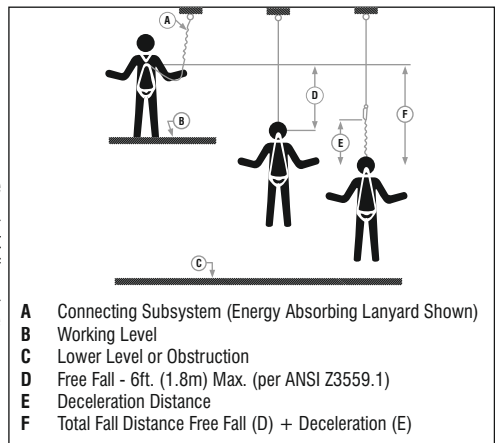 A
B
D
E
F
C
A Connecting Subsystem (Energy Absorbing Lanyard Shown)
B Working Level
C Lower Level or Obstruction
D Free Fall - 6ft. (1.8m) Max. (per ANSI Z3559.1)
E Deceleration Distance
F Total Fall Distance Free Fall (D) + Deceleration (E)